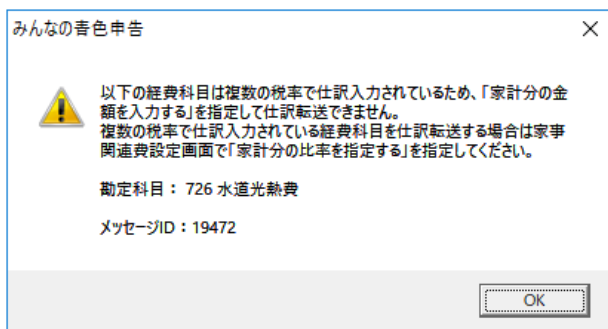 みんなの青色申告
以下の経費科目は複数の税率で仕訳入力されているため、「家計分の金
額を入力する」を指定して仕訳転送できません。
複数の税率で仕訳入力されている経費科目を仕訳転送する場合は家事
関連費設定画面で「家計分の比率を指定する」を指定してください。
勘定科目： 726 水道光熱費
メッセージID：19472
OK